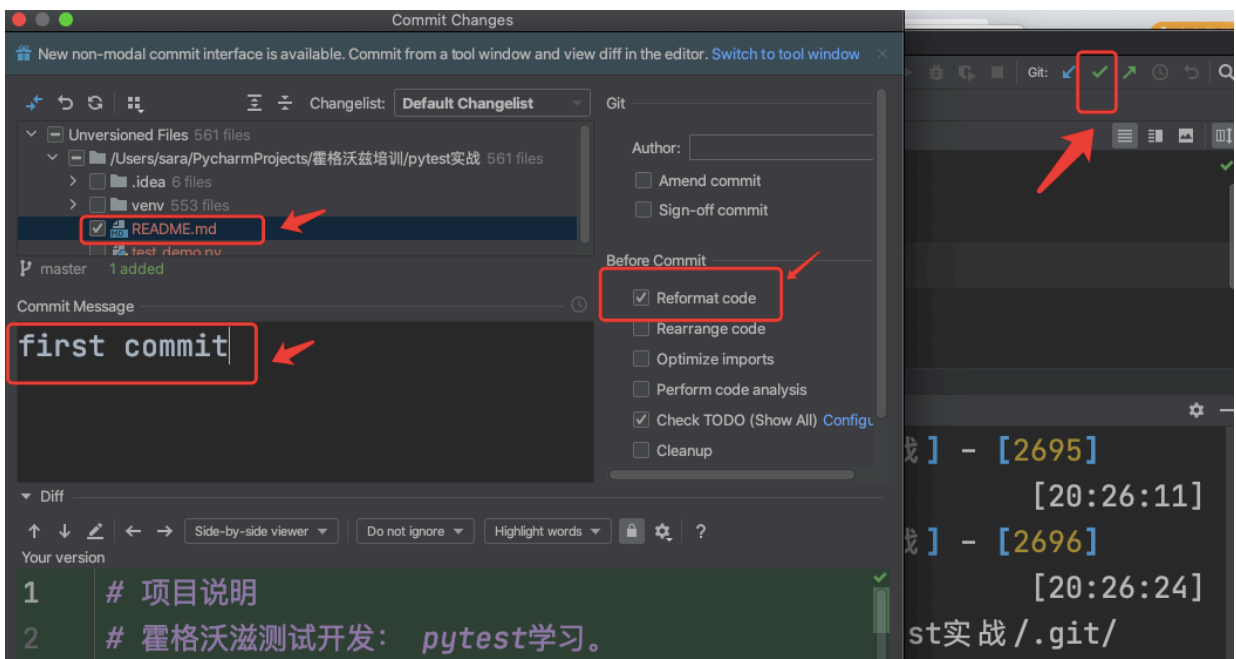 Commit Changes
New non-modal commit interface is available. Commit from a tool window and view diff in the editor. Switch to tool window
Changelist: Default Changelist
Unversioned Files 561 files
/Users/sara/PycharmProjects/霍格沃兹培训/pytest实战 561 files
.idea 6 files
venv 553 files
README.md
test_demo.py
master 1 added
Commit Message
first commit
Git
Author:
Amend commit
Sign-off commit
Before Commit
Reformat code
Rearrange code
Optimize imports
Perform code analysis
Check TODO (Show All) Configu
Cleanup
Diff
Side-by-side viewer Do not ignore Highlight words ?
Your version
1 # 项目说明
2 # 霍格沃滋测试开发： pytest学习。
Git:
战] - [2695]
[20:26:11]
战] - [2696]
[20:26:24]
st实战/.git/